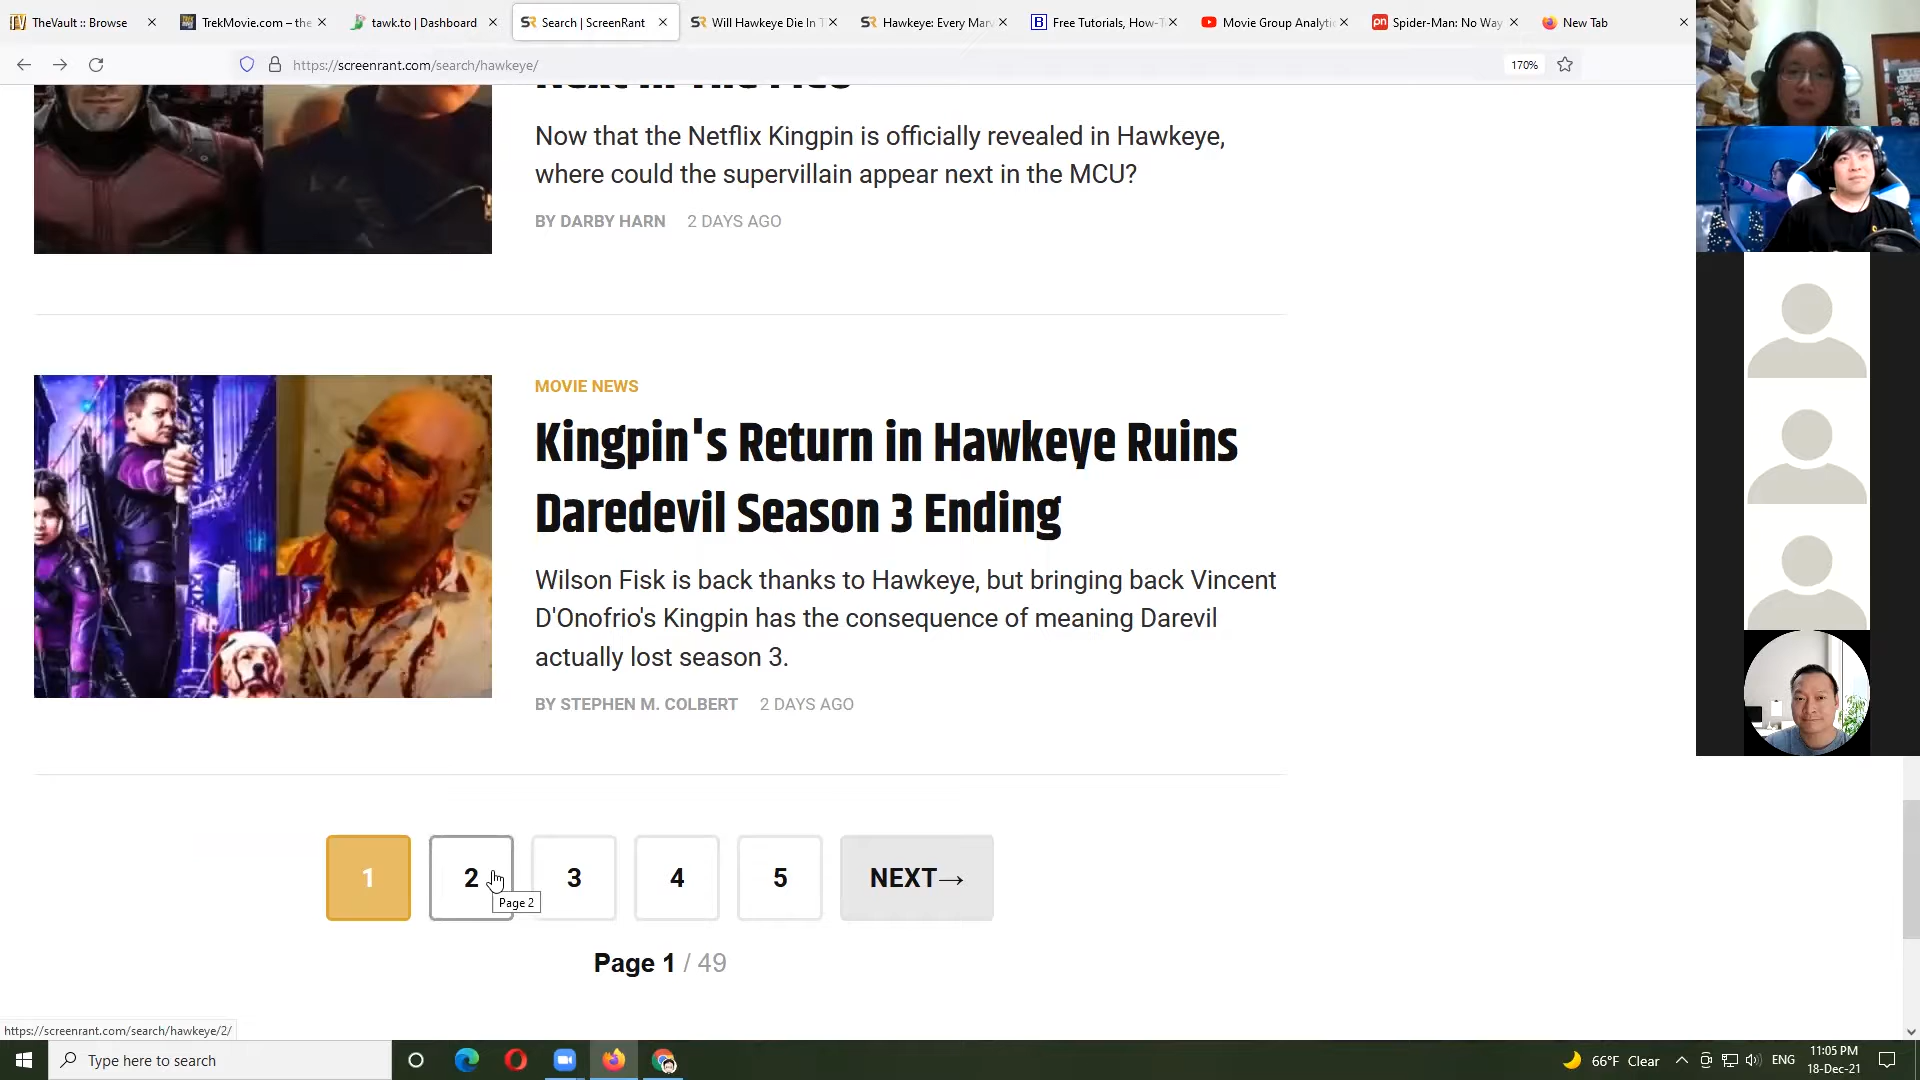 TheVault :: Browse
TrekMovie.com – the
tawk.to | Dashboard
Search | ScreenRant
Will Hawkeye Die In T
Hawkeye: Every Mar
Free Tutorials, How-T
Movie Group Analytic
Spider-Man: No Way
New Tab
https://screenrant.com/search/hawkeye/
170%
Now that the Netflix Kingpin is officially revealed in Hawkeye,
where could the supervillain appear next in the MCU?
BY DARBY HARN 2 DAYS AGO
MOVIE NEWS
Kingpin's Return in Hawkeye Ruins
Daredevil Season 3 Ending
Wilson Fisk is back thanks to Hawkeye, but bringing back Vincent
D'Onofrio's Kingpin has the consequence of meaning Darevil
actually lost season 3.
BY STEPHEN M. COLBERT 2 DAYS AGO
1 2 3 4 5 NEXT→
Page 2
Page 1 / 49
https://screenrant.com/search/hawkeye/2/
Type here to search
66°F Clear
ENG
11:05 PM
18-Dec-21